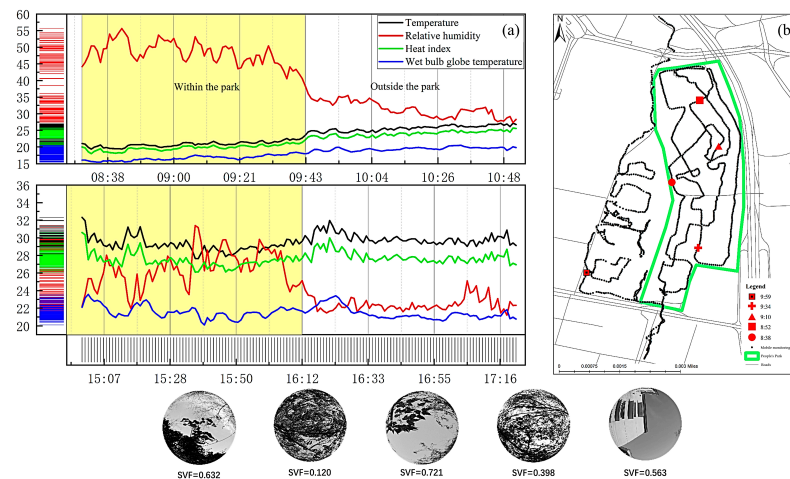 (a)
60
55
50
45
40
35
30
25
20
15
Temperature
Relative humidity
Heat index
Wet bulb globe temperature
Within the park
Outside the park
08:38 09:00 09:21 09:43 10:04 10:26 10:48
36
34
32
30
28
26
24
22
20
15:07 15:28 15:50 16:12 16:33 16:55 17:16
(b
N
Legend
9:59
9:34
9:10
8:52
8:38
Mobile monitoring
People's Park
Roads
0 0.00075 0.0015 0.003 Miles
SVF=0.632 SVF=0.120 SVF=0.721 SVF=0.398 SVF=0.563